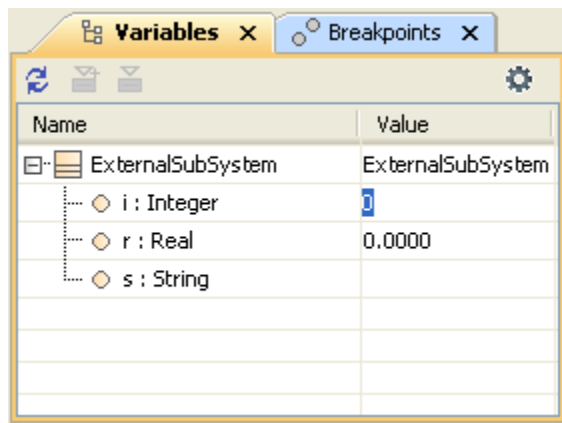 Variables Breakpoints
Name Value
ExternalSubSystem ExternalSubSystem
i : Integer 0
r : Real 0.0000
s : String